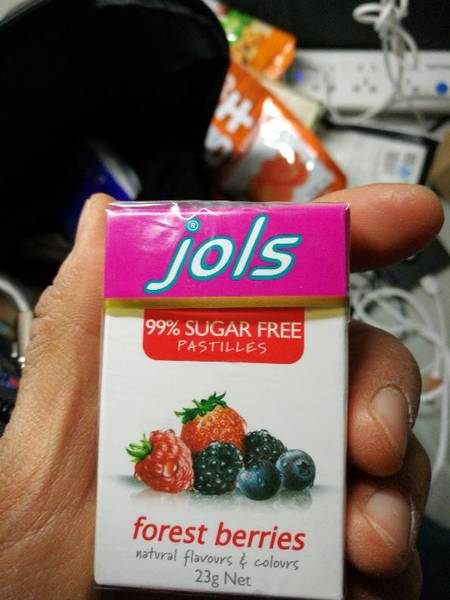 jols®
99% SUGAR FREE
PASTILLES
forest berries
natural flavours & colours
23g Net